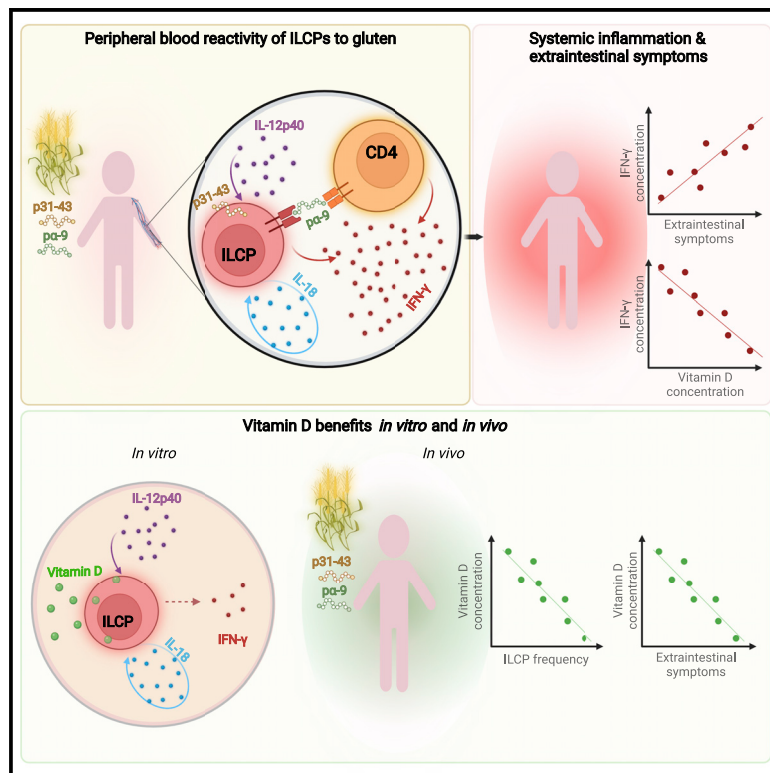 Peripheral blood reactivity of ILCPs to gluten
p31-43
pα-9
IL-12p40
CD4
p31-43
pα-9
ILCP
IL-18
IFN-γ
Systemic inflammation &
extraintestinal symptoms
IFN-γ
concentration
Extraintestinal
symptoms
IFN-γ
concentration
Vitamin D
concentration
Vitamin D benefits in vitro and in vivo
In vitro
IL-12p40
Vitamin D
ILCP
IFN-γ
IL-18
In vivo
p31-43
pα-9
Vitamin D
concentration
ILCP frequency
Vitamin D
concentration
Extraintestinal
symptoms